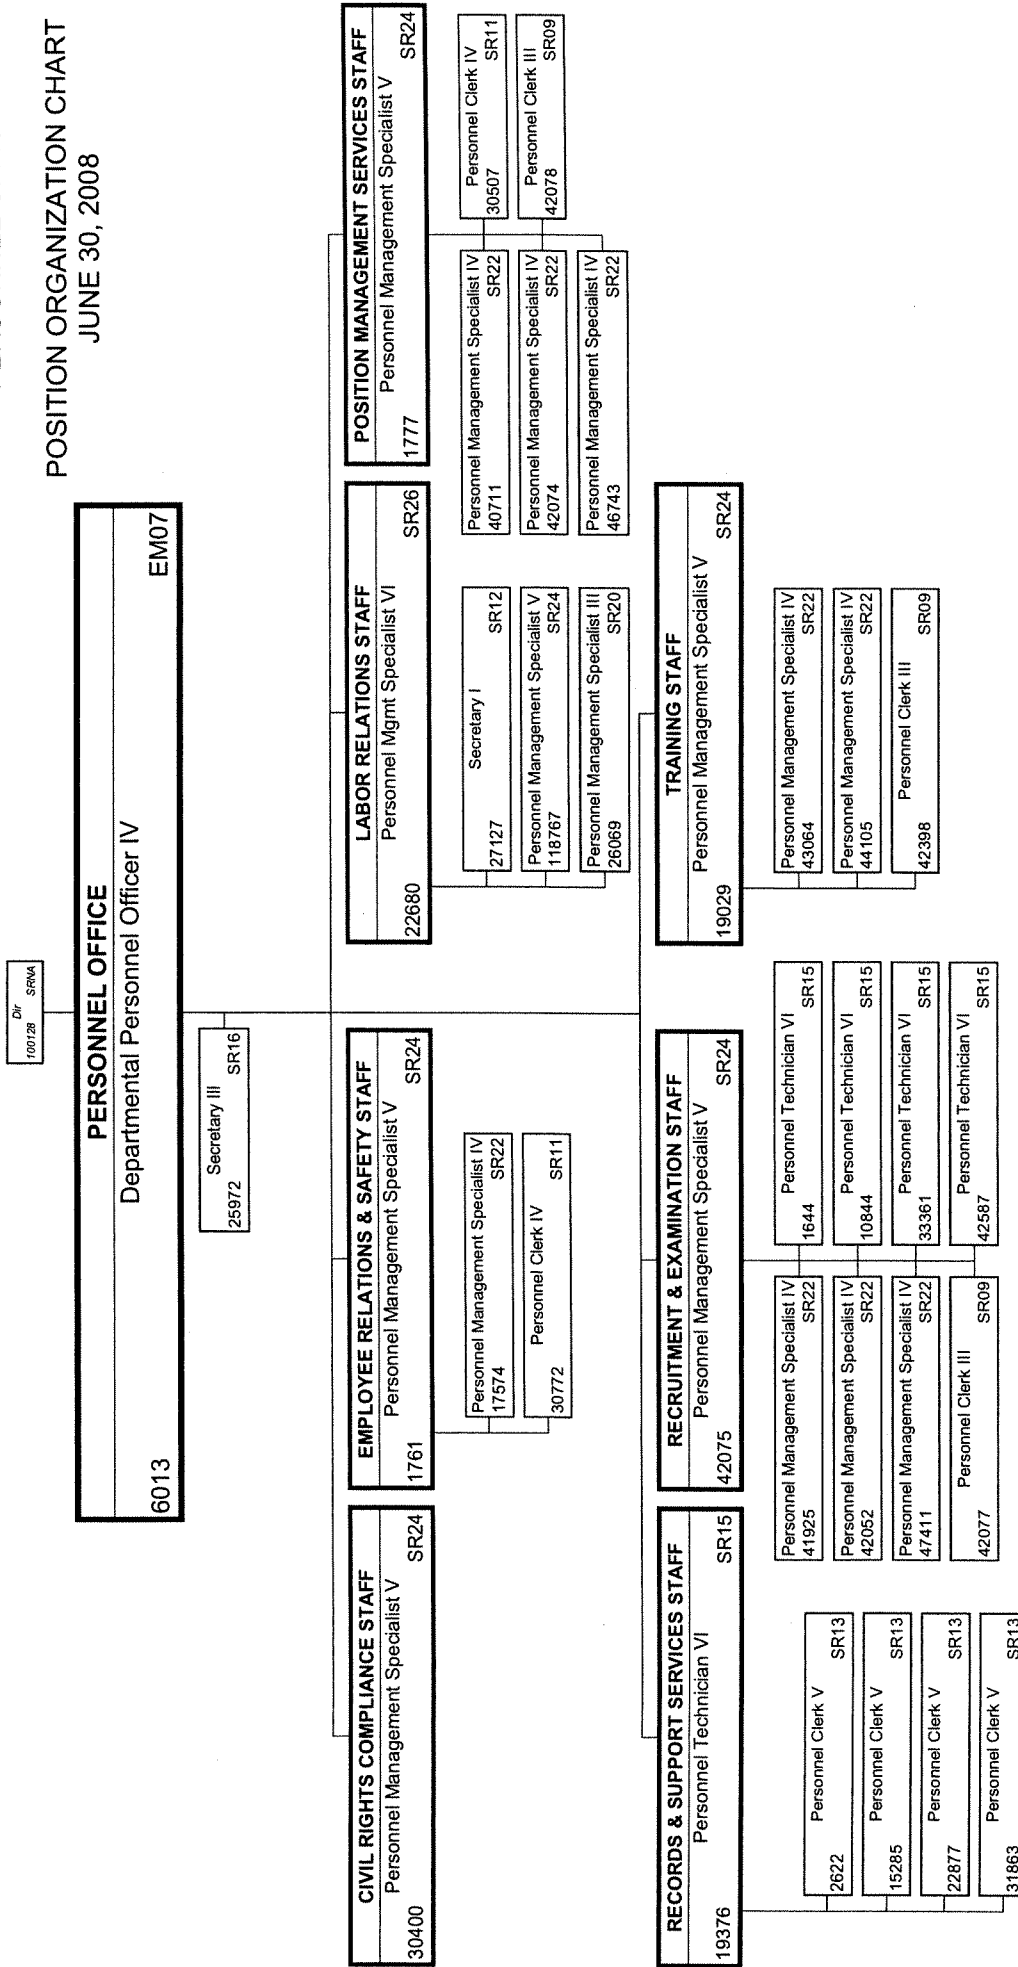 POSITION ORGANIZATION CHART
JUNE 30, 2008
Dir
100128 SRNA
PERSONNEL OFFICE
Departmental Personnel Officer IV
6013 EM07
Secretary III
25972 SR16
CIVIL RIGHTS COMPLIANCE STAFF
Personnel Management Specialist V
30400 SR24
EMPLOYEE RELATIONS & SAFETY STAFF
Personnel Management Specialist V
1761 SR24
Personnel Management Specialist IV
17574 SR22
Personnel Clerk IV
30772 SR11
LABOR RELATIONS STAFF
Personnel Mgmt Specialist VI
22680 SR26
Secretary I
27127 SR12
Personnel Management Specialist V
118767 SR24
Personnel Management Specialist III
26069 SR20
POSITION MANAGEMENT SERVICES STAFF
Personnel Management Specialist V
1777 SR24
Personnel Management Specialist IV
40711 SR22
Personnel Clerk IV
30507 SR11
Personnel Management Specialist IV
42074 SR22
Personnel Clerk III
42078 SR09
Personnel Management Specialist IV
46743 SR22
RECORDS & SUPPORT SERVICES STAFF
Personnel Technician VI
19376 SR15
Personnel Clerk V
2622 SR13
Personnel Clerk V
15285 SR13
Personnel Clerk V
22877 SR13
Personnel Clerk V
31863 SR13
RECRUITMENT & EXAMINATION STAFF
Personnel Management Specialist V
42075 SR24
Personnel Management Specialist IV
41925 SR22
Personnel Technician VI
1644 SR15
Personnel Management Specialist IV
42052 SR22
Personnel Technician VI
10844 SR15
Personnel Management Specialist IV
47411 SR22
Personnel Technician VI
33361 SR15
Personnel Clerk III
42077 SR09
Personnel Technician VI
42587 SR15
TRAINING STAFF
Personnel Management Specialist V
19029 SR24
Personnel Management Specialist IV
43064 SR22
Personnel Management Specialist IV
44105 SR22
Personnel Clerk III
42398 SR09